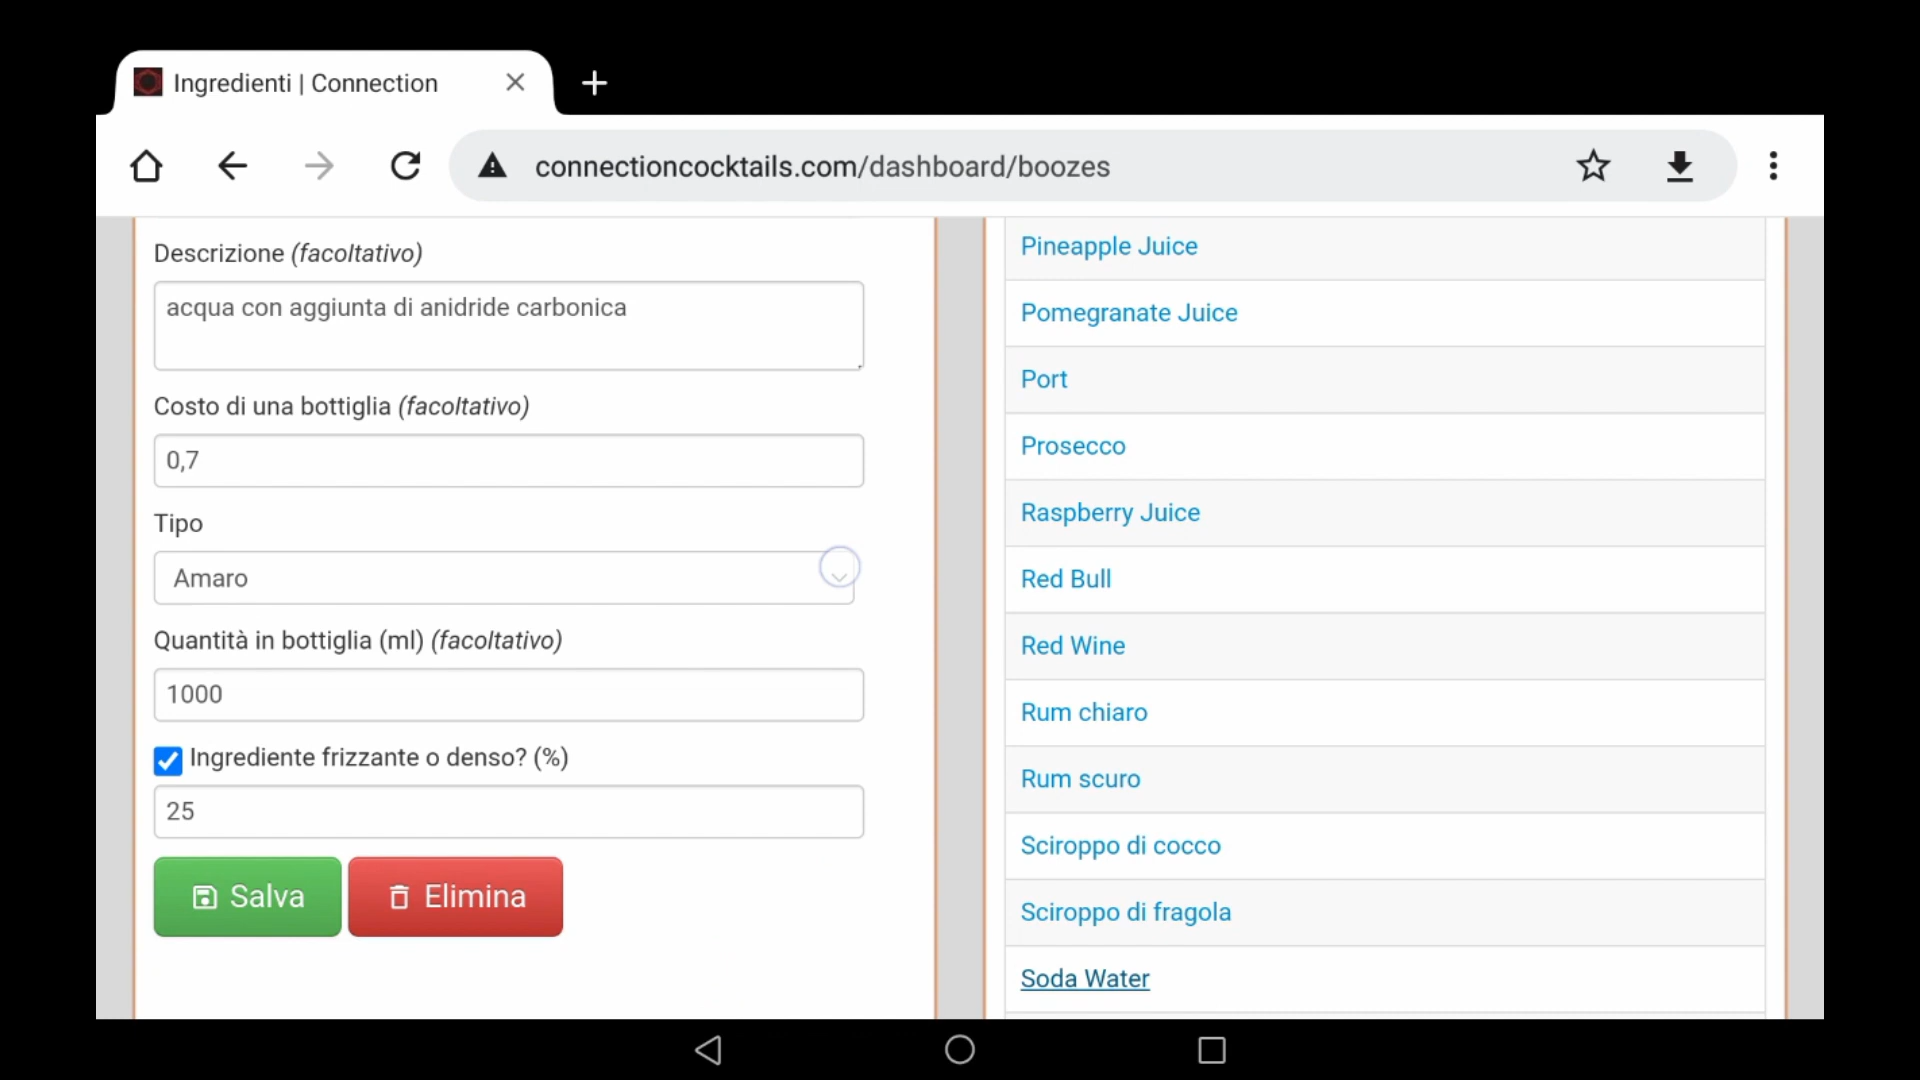 Ingredienti | Connection
connectioncocktails.com/dashboard/boozes
Descrizione (facoltativo)
acqua con aggiunta di anidride carbonica
Costo di una bottiglia (facoltativo)
0,7
Tipo
Amaro
Quantità in bottiglia (ml) (facoltativo)
1000
Ingrediente frizzante o denso? (%)
25
Salva
Elimina
Pineapple Juice
Pomegranate Juice
Port
Prosecco
Raspberry Juice
Red Bull
Red Wine
Rum chiaro
Rum scuro
Sciroppo di cocco
Sciroppo di fragola
Soda Water